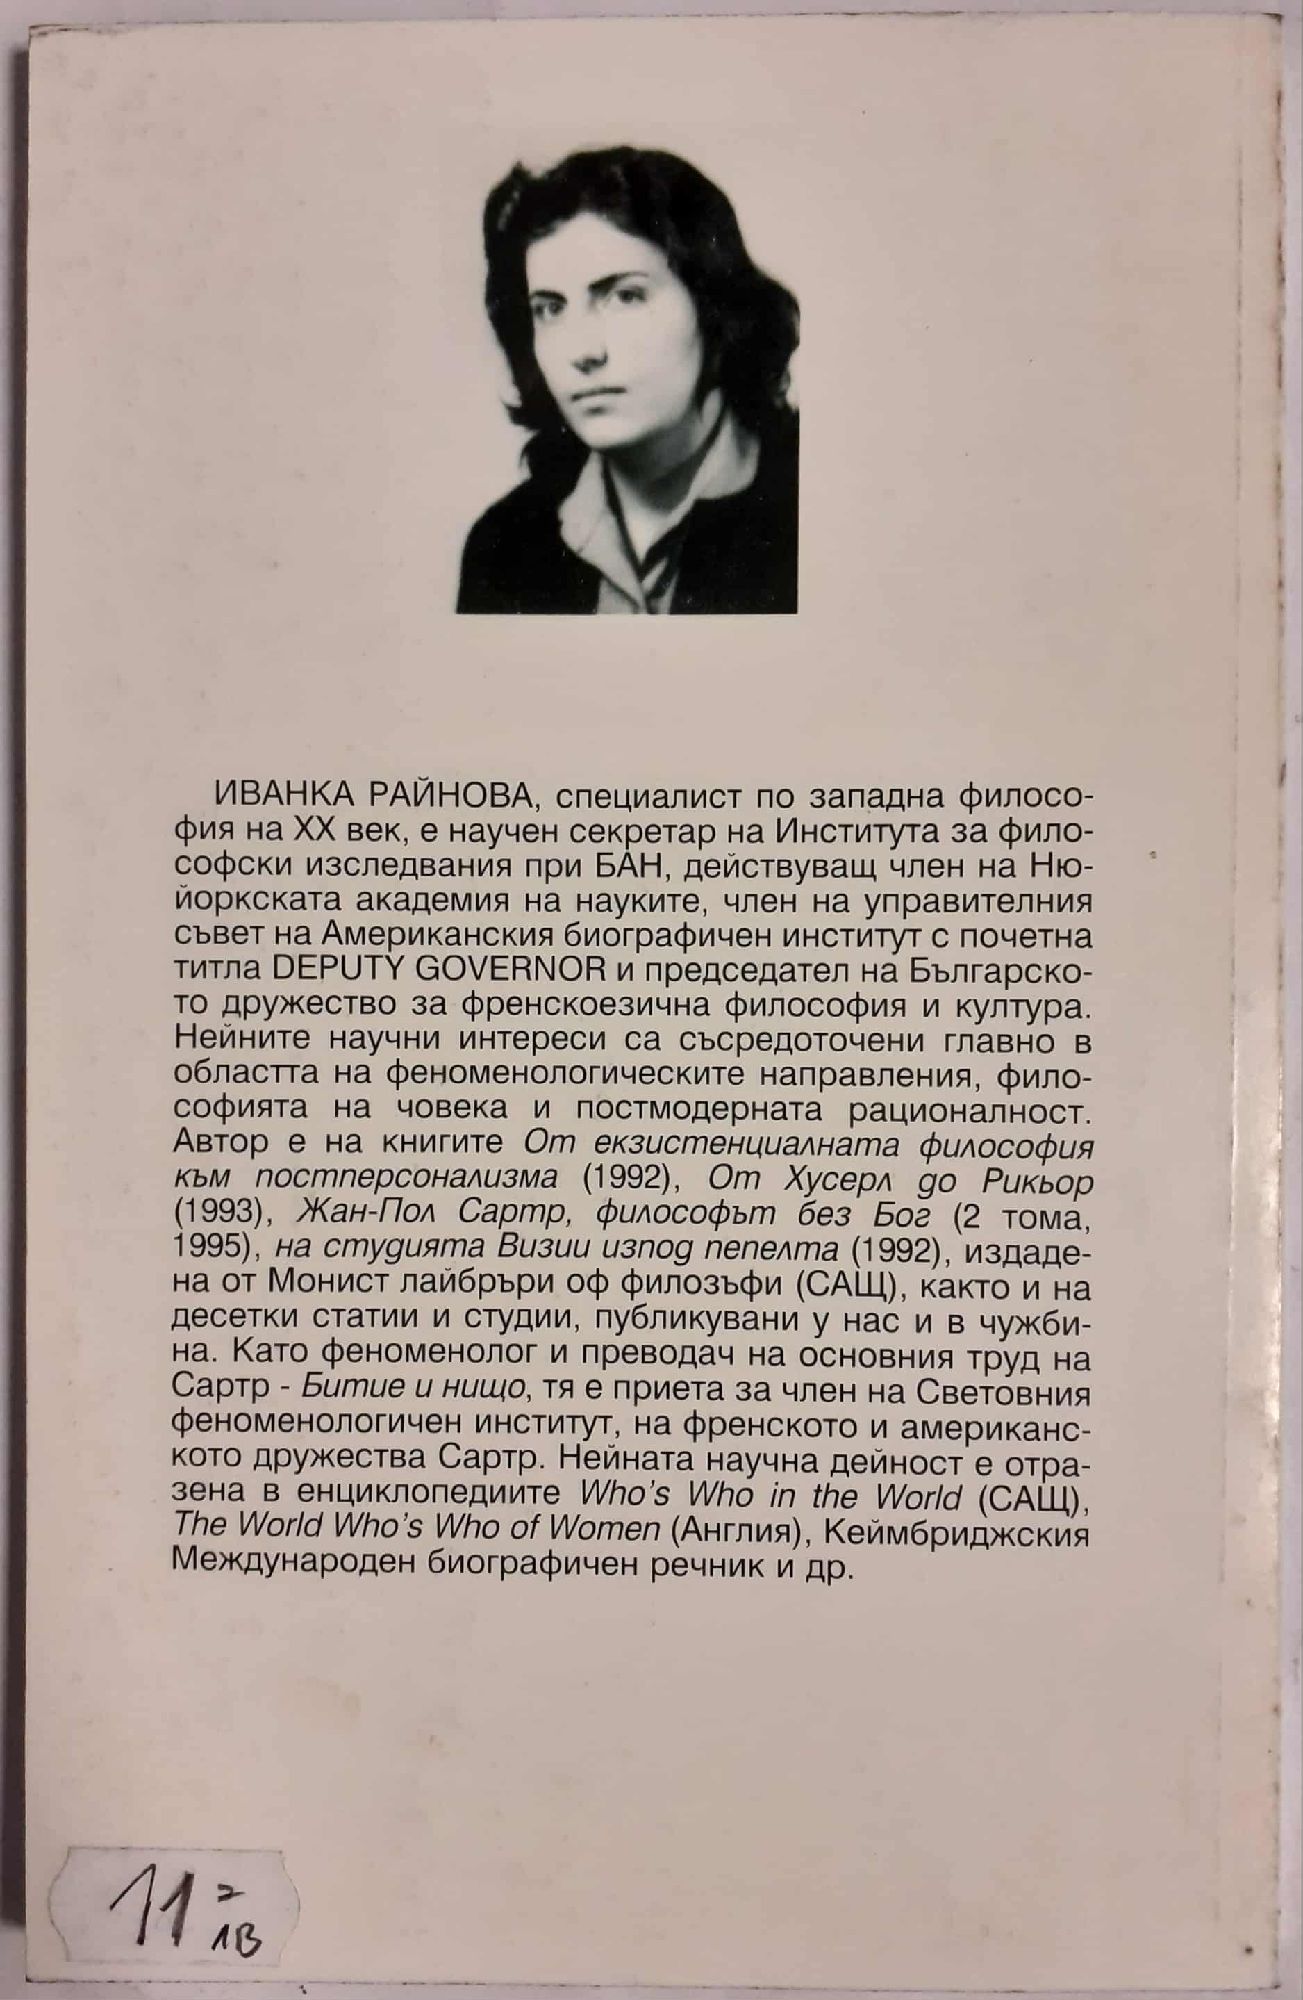 ИВАНКА РАЙНОВА, специалист по западна филосо-
фия на XX век, е научен секретар на Института за фило-
софски изследвания при БАН, действуващ член на Ню-
йоркската академия на науките, член на управителния
съвет на Американския биографичен институт с почетна
титла DEPUTY GOVERNOR и председател на Българско-
то дружество за френскоезична философия и култура.
Нейните научни интереси са съсредоточени главно в
областта на феноменологическите направления, фило-
софията на човека и постмодерната рационалност.
Автор е на книгите От екзистенциалната философия
към постперсонализма (1992), От Хусерл до Рикьор
(1993), Жан-Пол Сартр, философът без Бог (2 тома,
1995), на студията Визии изпод пепелта (1992), издаде-
на от Монист лайбръри оф филозъфи (САЩ), както и на
десетки статии и студии, публикувани у нас и в чужби-
на. Като феноменолог и преводач на основния труд на
Сартр - Битие и нищо, тя е приета за член на Световния
феноменологичен институт, на френското и американс-
кото дружества Сартр. Нейната научна дейност е отра-
зена в енциклопедиите Who's Who in the World (САЩ),
The World Who's Who of Women (Англия), Кеймбриджския
Международен биографичен речник и др.
11 =
лв